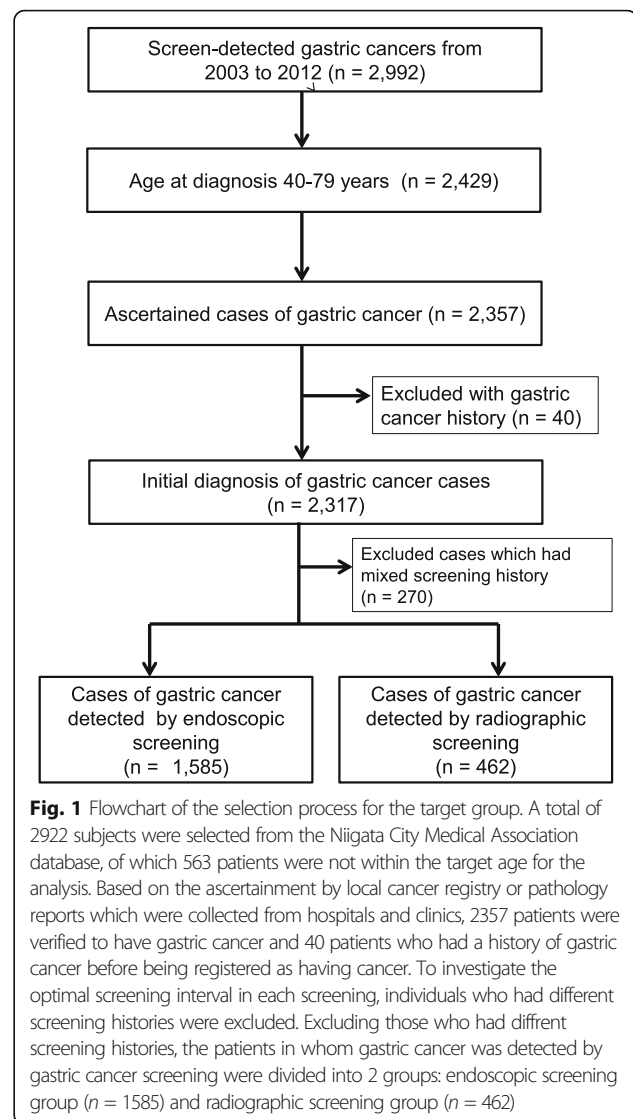 Screen-detected gastric cancers from
2003 to 2012 (n = 2,992)
Age at diagnosis 40-79 years (n = 2,429)
Ascertained cases of gastric cancer (n = 2,357)
Excluded with gastric
cancer history (n = 40)
Initial diagnosis of gastric cancer cases
(n = 2,317)
Excluded cases which had
mixed screening history
(n = 270)
Cases of gastric cancer
detected by endoscopic
screening
(n = 1,585)
Cases of gastric cancer
detected by radiographic
screening
(n = 462)
Fig. 1 Flowchart of the selection process for the target group. A total of
2922 subjects were selected from the Niigata City Medical Association
database, of which 563 patients were not within the target age for the
analysis. Based on the ascertainment by local cancer registry or pathology
reports which were collected from hospitals and clinics, 2357 patients were
verified to have gastric cancer and 40 patients who had a history of gastric
cancer before being registered as having cancer. To investigate the
optimal screening interval in each screening, individuals who had different
screening histories were excluded. Excluding those who had diffrent
screening histories, the patients in whom gastric cancer was detected by
gastric cancer screening were divided into 2 groups: endoscopic screening
group (n = 1585) and radiographic screening group (n = 462)